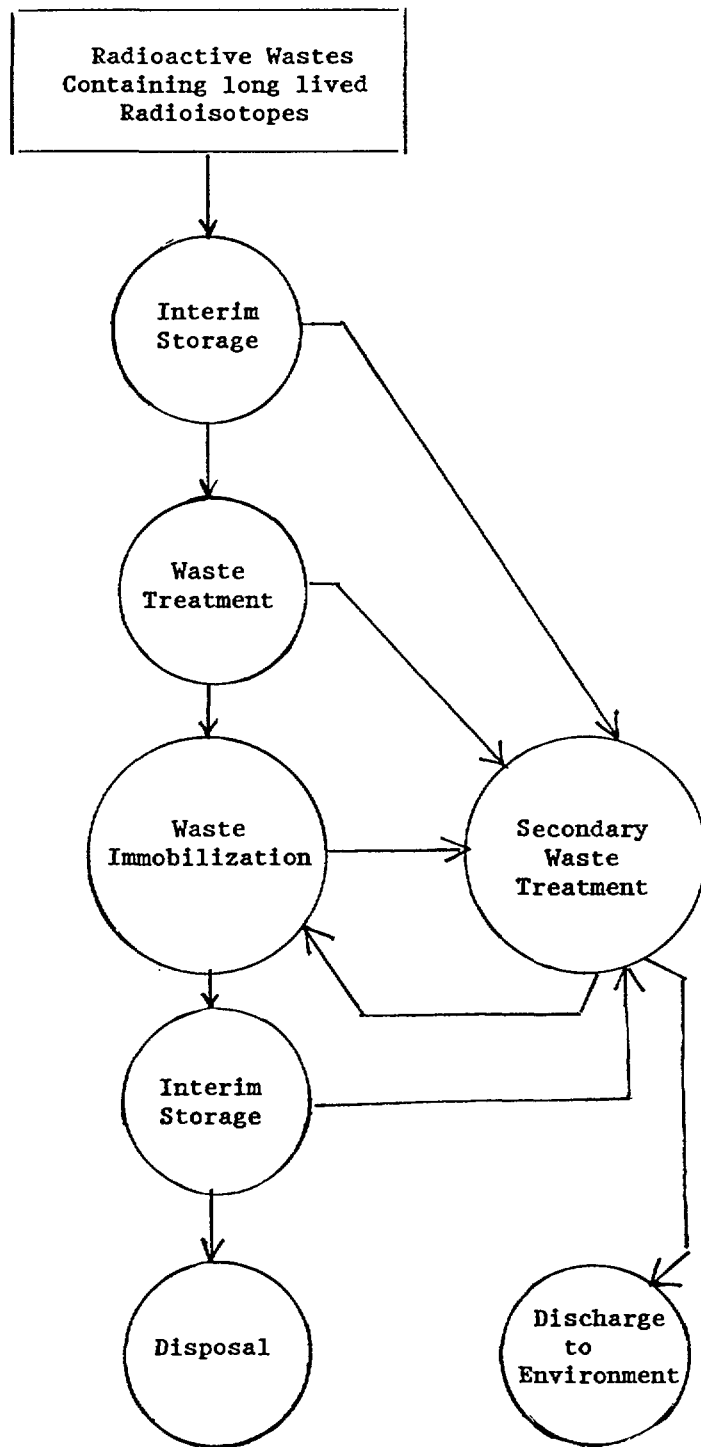 Radioactive Wastes
Containing long lived
Radioisotopes
Interim
Storage
Waste
Treatment
Waste
Immobilization
Secondary
Waste
Treatment
Interim
Storage
Disposal
Discharge
to
Environment